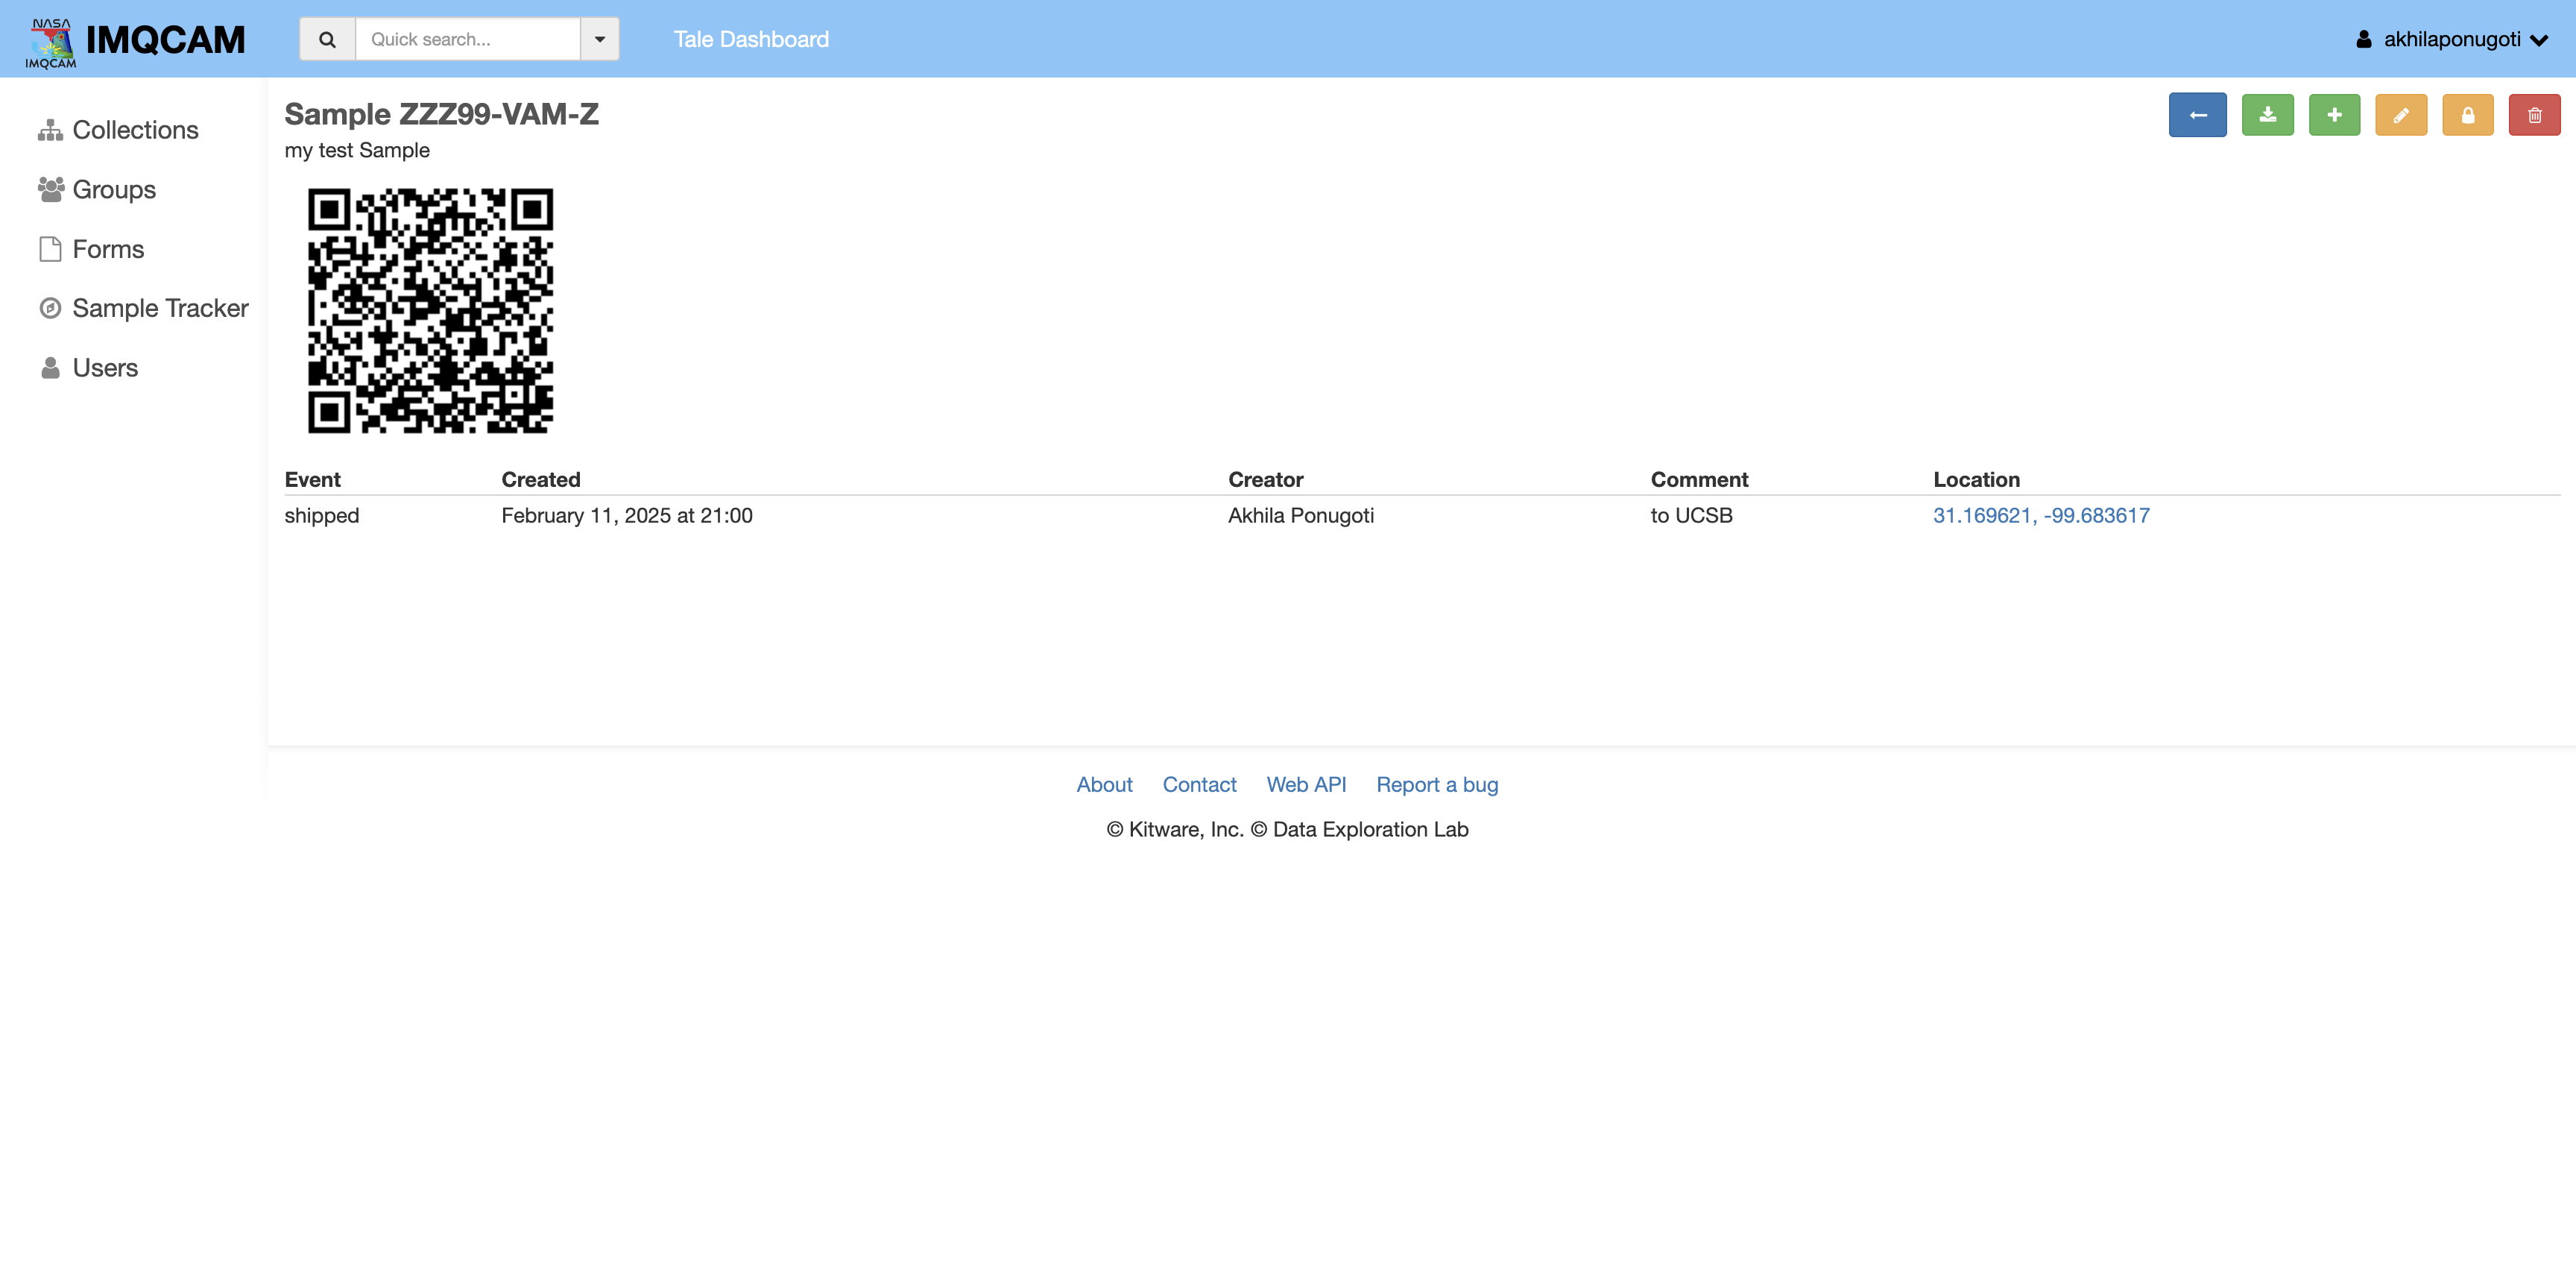 NASA
IMQCAM
IMQCAM
Quick search...
Tale Dashboard
akhilaponugoti
Collections
Groups
Forms
Sample Tracker
Users
Sample ZZZ99-VAM-Z
my test Sample
Event Created Creator Comment Location
shipped February 11, 2025 at 21:00 Akhila Ponugoti to UCSB 31.169621, -99.683617
About Contact Web API Report a bug
© Kitware, Inc. © Data Exploration Lab